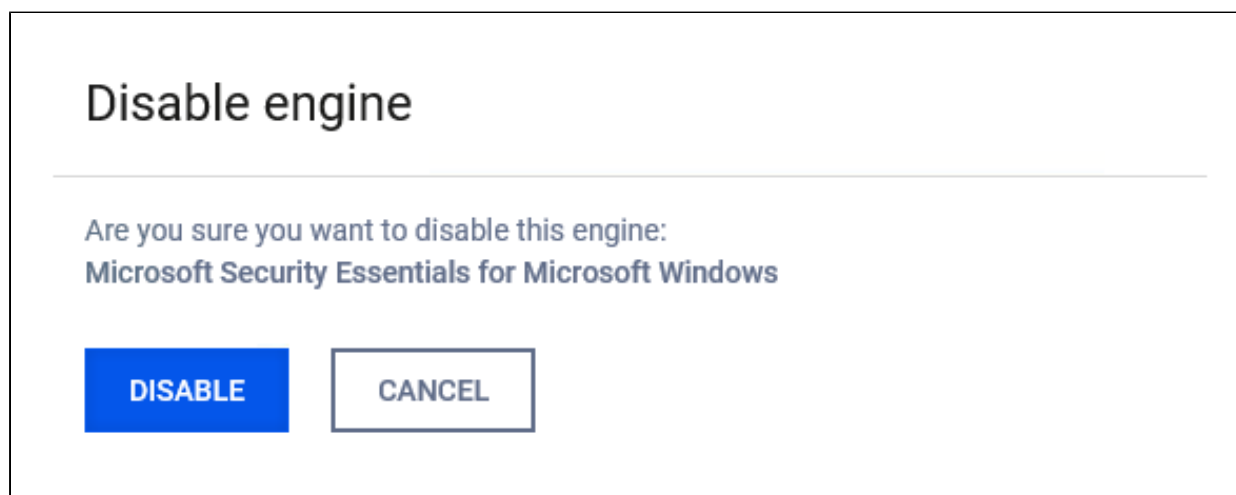 Disable engine
Are you sure you want to disable this engine:
Microsoft Security Essentials for Microsoft Windows
DISABLE CANCEL